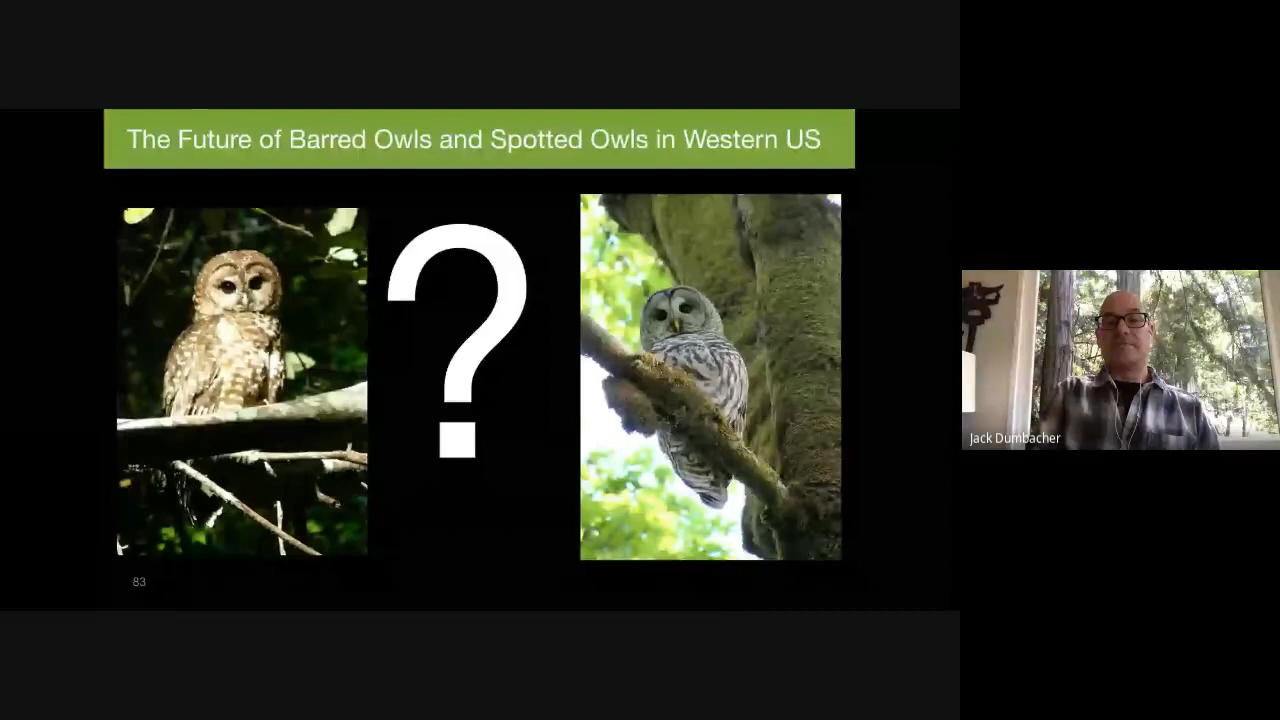 The Future of Barred Owls and Spotted Owls in Western US
?
83
Jack Dumbacher